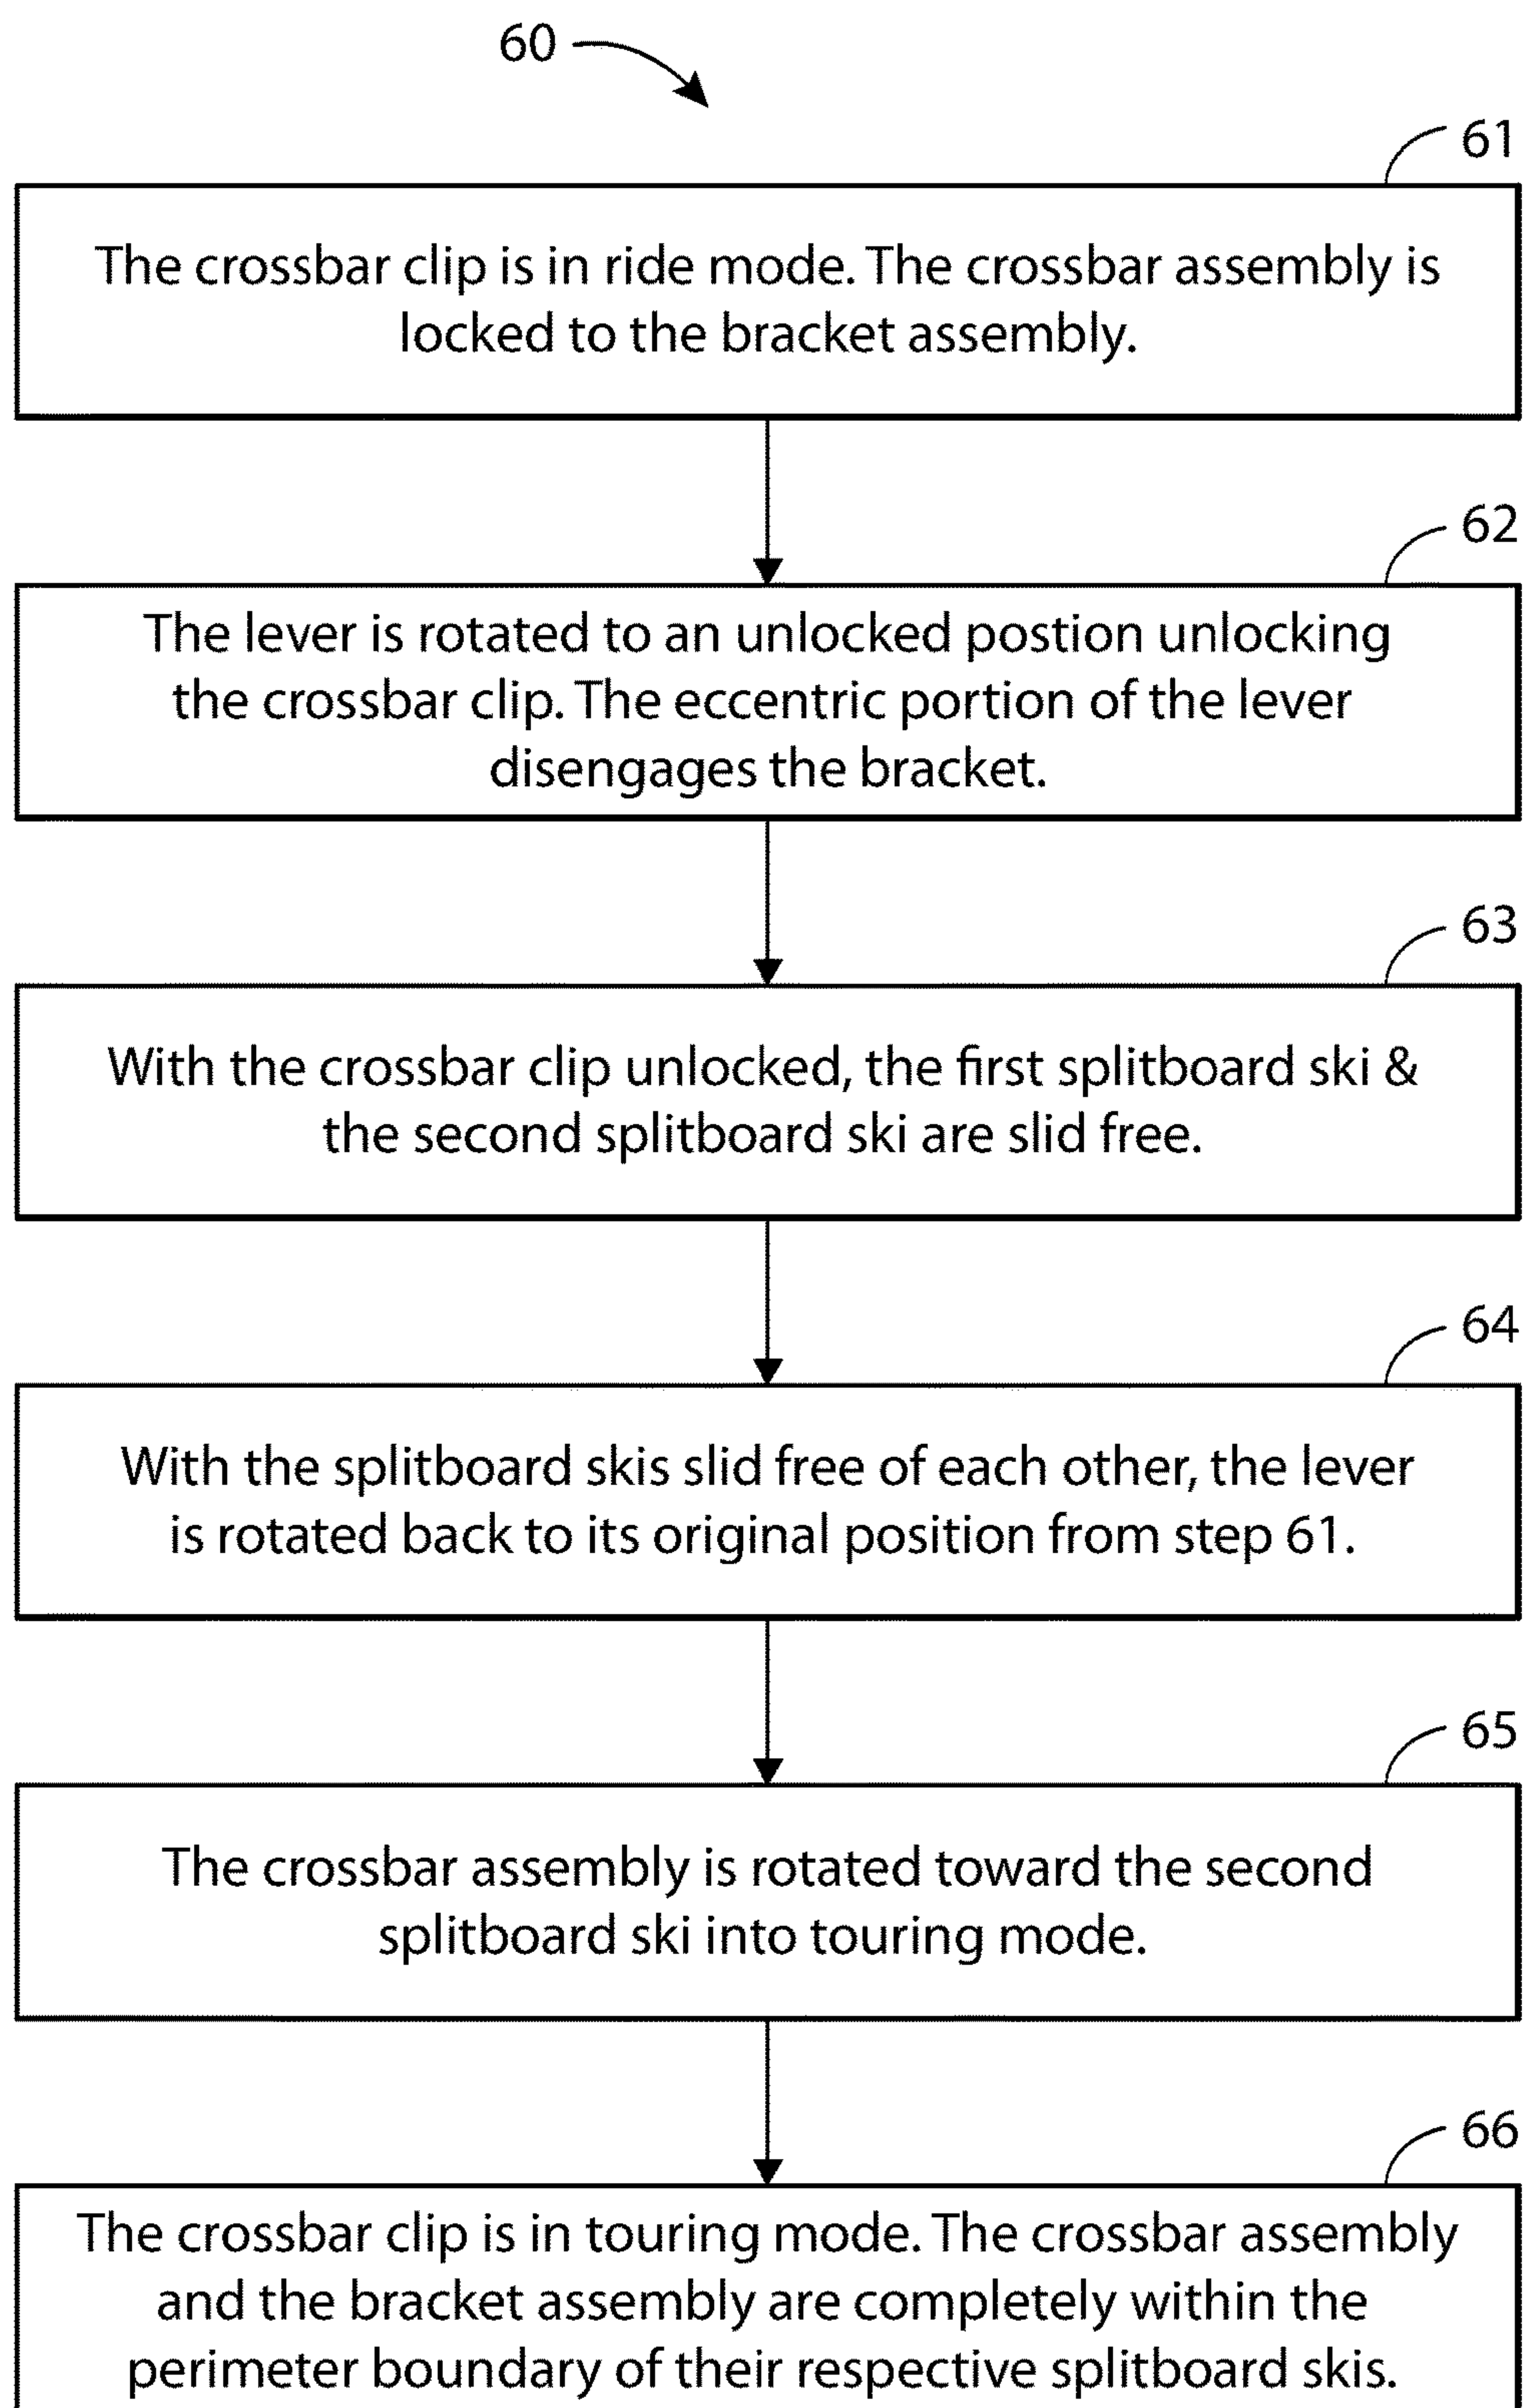 60
61
The crossbar clip is in ride mode. The crossbar assembly is
locked to the bracket assembly.
62
The lever is rotated to an unlocked postion unlocking
the crossbar clip. The eccentric portion of the lever
disengages the bracket.
63
With the crossbar clip unlocked, the first splitboard ski &
the second splitboard ski are slid free.
64
With the splitboard skis slid free of each other, the lever
is rotated back to its original position from step 61.
65
The crossbar assembly is rotated toward the second
splitboard ski into touring mode.
66
The crossbar clip is in touring mode. The crossbar assembly
and the bracket assembly are completely within the
perimeter boundary of their respective splitboard skis.